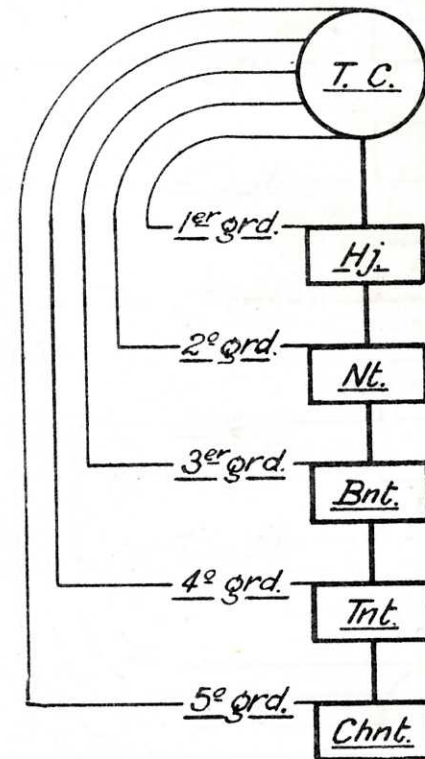 T. C.
1er grd.
Hj.
2º grd.
Nt.
3er grd.
Bnt.
4º grd.
Tnt.
5º grd.
Chnt.